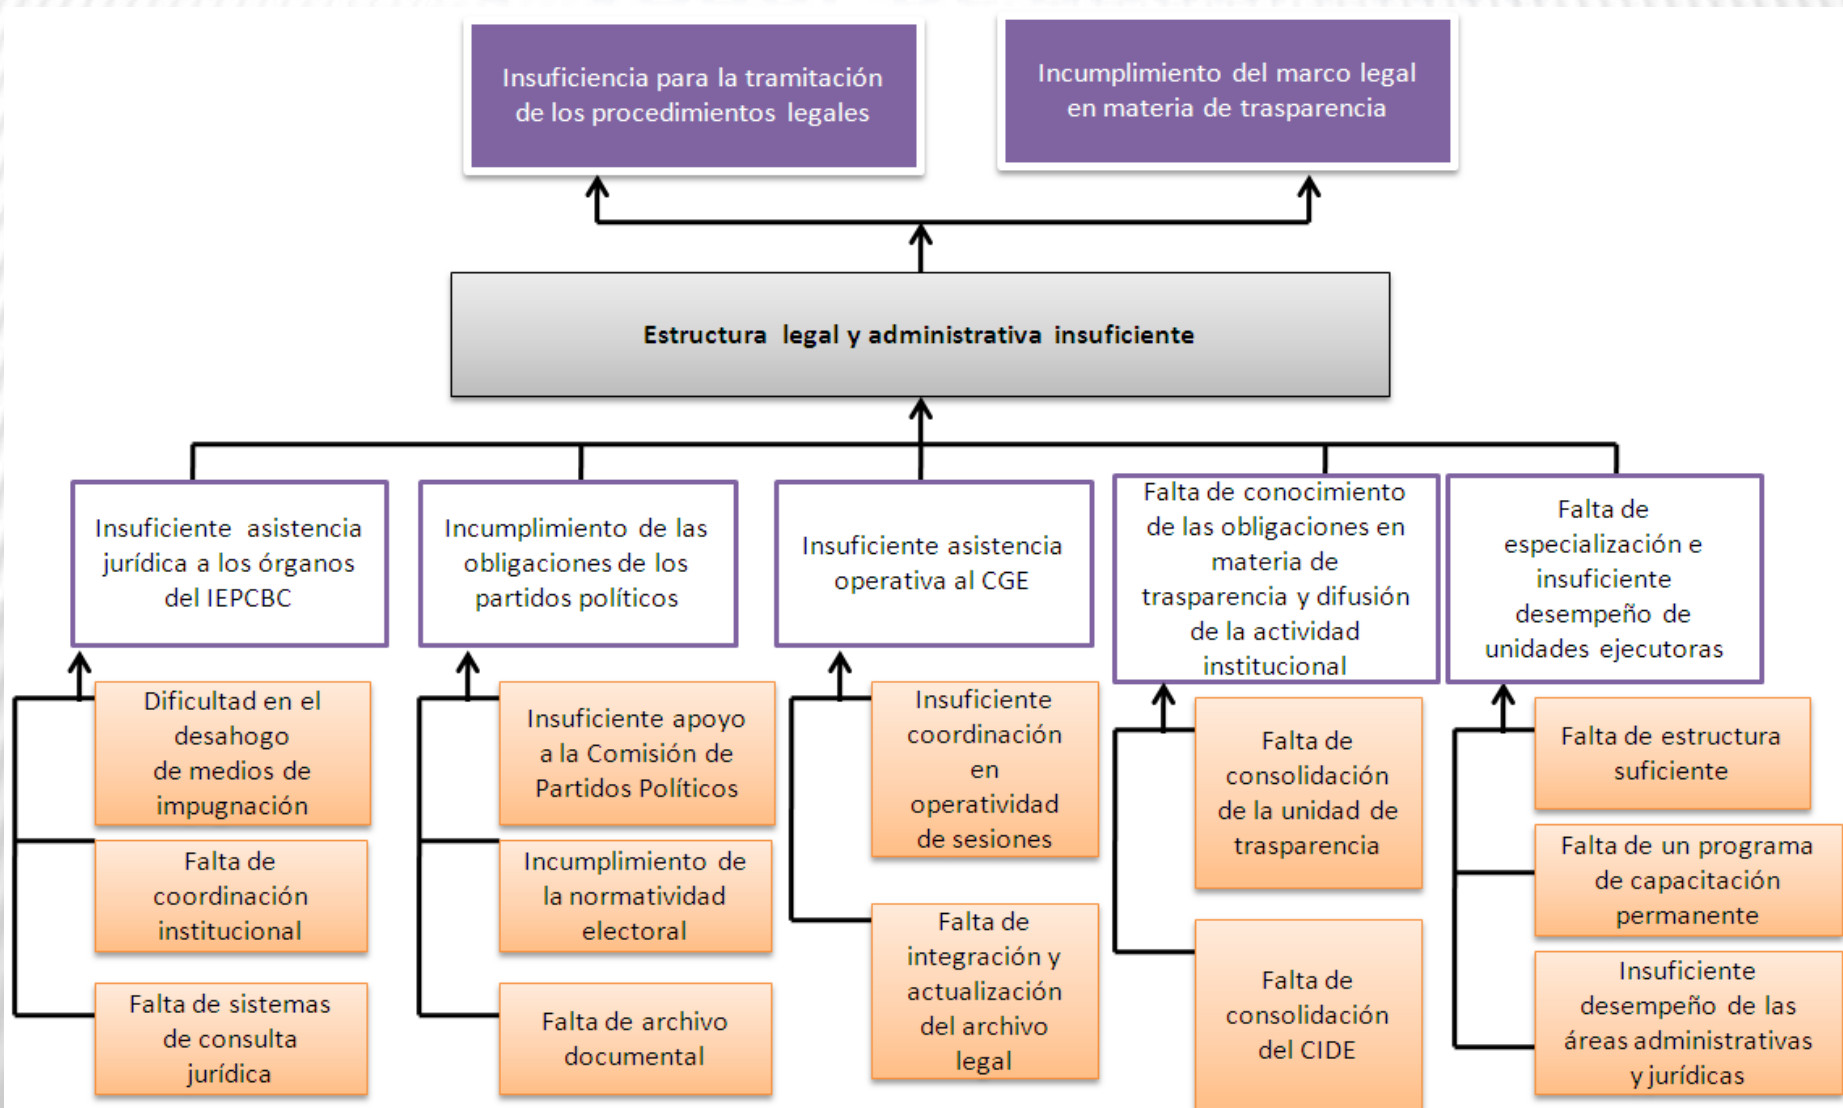 Insuficiencia para la tramitación
de los procedimientos legales
Incumplimiento del marco legal
en materia de trasparencia
Estructura legal y administrativa insuficiente
Insuficiente asistencia
jurídica a los órganos
del IEPCBC
Incumplimiento de las
obligaciones de los
partidos políticos
Insuficiente asistencia
operativa al CGE
Falta de conocimiento
de las obligaciones en
materia de
trasparencia y difusión
de la actividad
institucional
Falta de
especialización e
insuficiente
desempeño de
unidades ejecutoras
Dificultad en el
desahogo
de medios de
impugnación
Falta de
coordinación
institucional
Falta de sistemas
de consulta
jurídica
Insuficiente apoyo
a la Comisión de
Partidos Políticos
Incumplimiento de
la normatividad
electoral
Falta de archivo
documental
Insuficiente
coordinación
en
operatividad
de sesiones
Falta de
integración y
actualización
del archivo
legal
Falta de
consolidación
de la unidad de
trasparencia
Falta de
consolidación
del CIDE
Falta de estructura
suficiente
Falta de un programa
de capacitación
permanente
Insuficiente
desempeño de las
áreas administrativas
y jurídicas